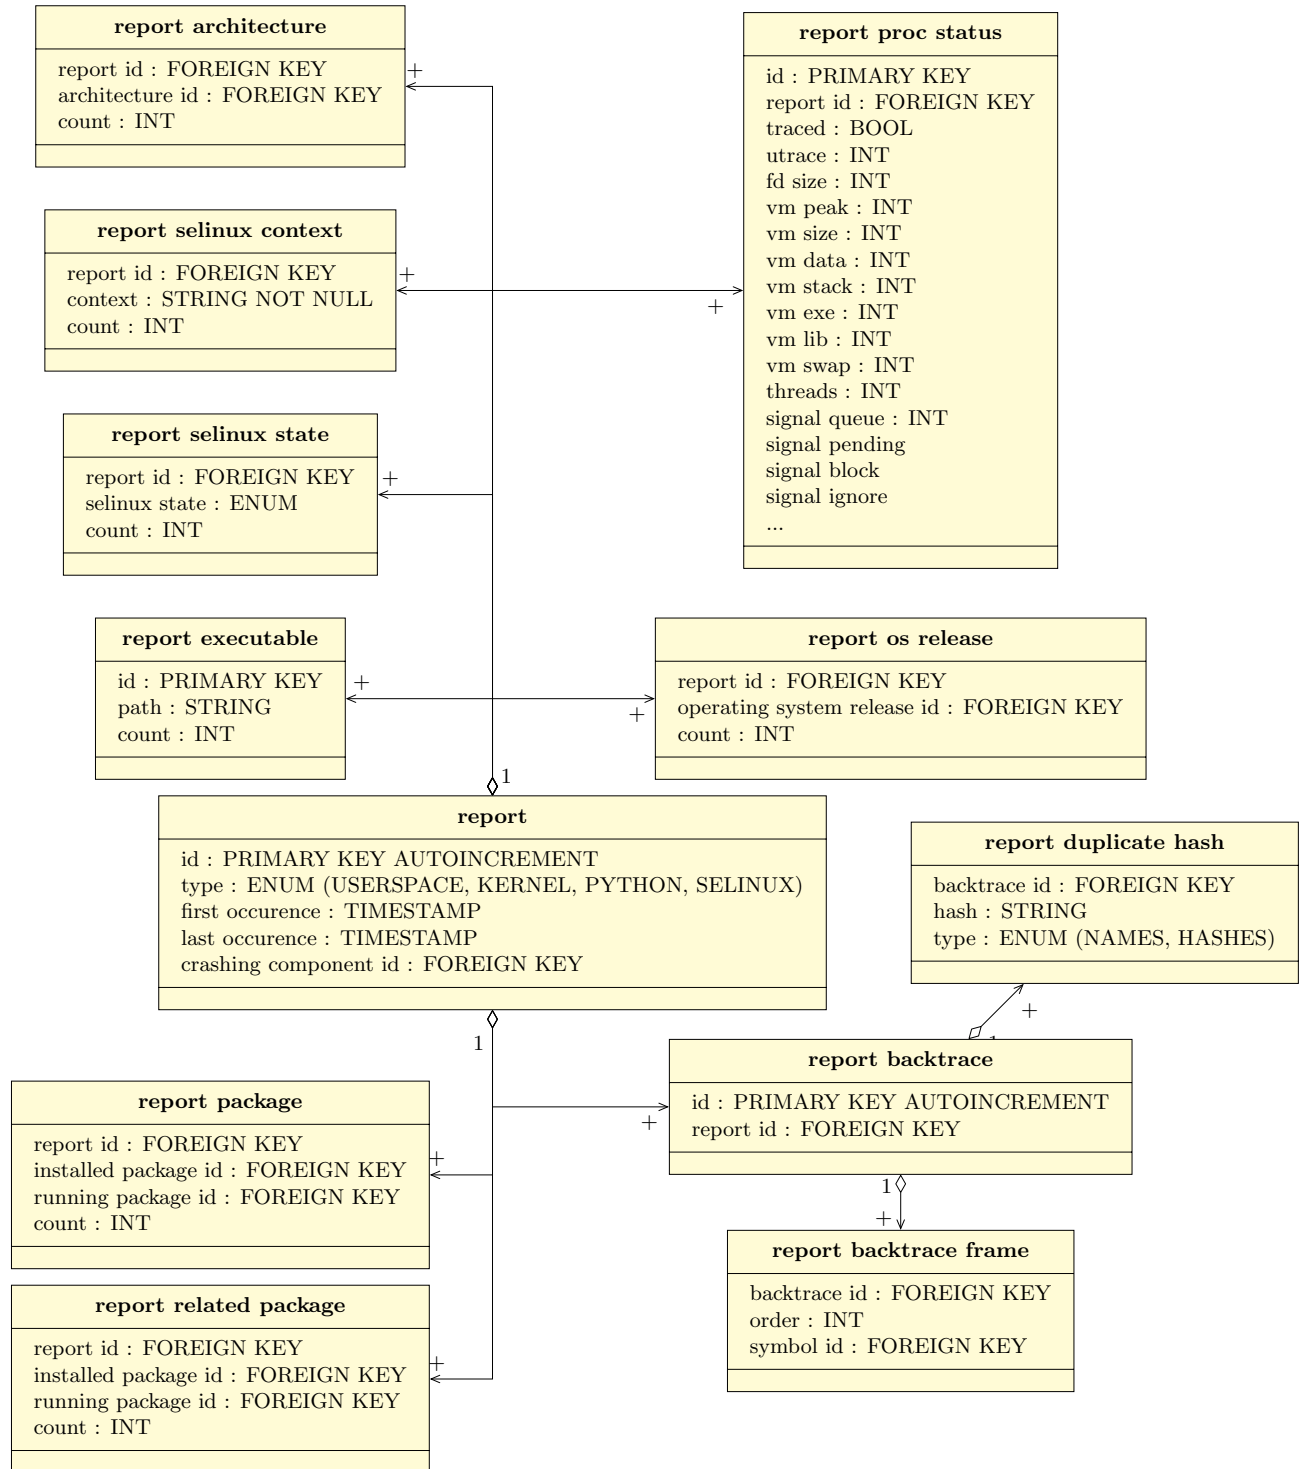 report architecture
report id : FOREIGN KEY
architecture id : FOREIGN KEY
count : INT
+
report proc status
id : PRIMARY KEY
report id : FOREIGN KEY
traced : BOOL
utrace : INT
fd size : INT
vm peak : INT
vm size : INT
vm data : INT
vm stack : INT
vm exe : INT
vm lib : INT
vm swap : INT
threads : INT
signal queue : INT
signal pending
signal block
signal ignore
...
+
report selinux context
report id : FOREIGN KEY
context : STRING NOT NULL
count : INT
+
report selinux state
report id : FOREIGN KEY
selinux state : ENUM
count : INT
+
report executable
id : PRIMARY KEY
path : STRING
count : INT
+
report os release
report id : FOREIGN KEY
operating system release id : FOREIGN KEY
count : INT
+
1
report
id : PRIMARY KEY AUTOINCREMENT
type : ENUM (USERSPACE, KERNEL, PYTHON, SELINUX)
first occurence : TIMESTAMP
last occurence : TIMESTAMP
crashing component id : FOREIGN KEY
1
report duplicate hash
backtrace id : FOREIGN KEY
hash : STRING
type : ENUM (NAMES, HASHES)
+
report backtrace
id : PRIMARY KEY AUTOINCREMENT
report id : FOREIGN KEY
+
1
+
report backtrace frame
backtrace id : FOREIGN KEY
order : INT
symbol id : FOREIGN KEY
report package
report id : FOREIGN KEY
installed package id : FOREIGN KEY
running package id : FOREIGN KEY
count : INT
+
report related package
report id : FOREIGN KEY
installed package id : FOREIGN KEY
running package id : FOREIGN KEY
count : INT
+